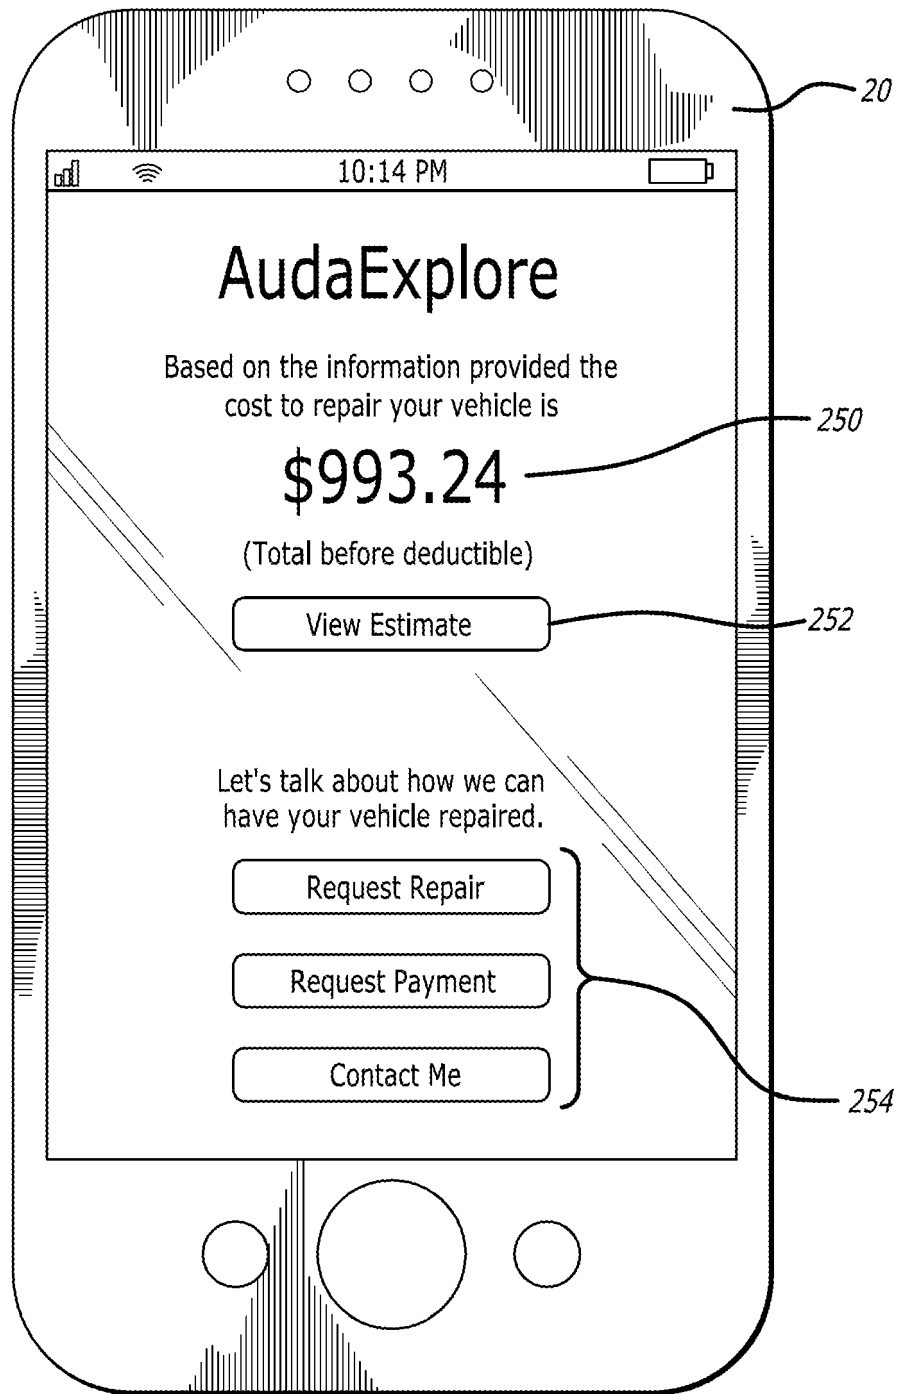 20
10:14 PM
AudaExplore
Based on the information provided the
cost to repair your vehicle is
250
$993.24
(Total before deductible)
View Estimate
252
Let's talk about how we can
have your vehicle repaired.
Request Repair
Request Payment
Contact Me
254